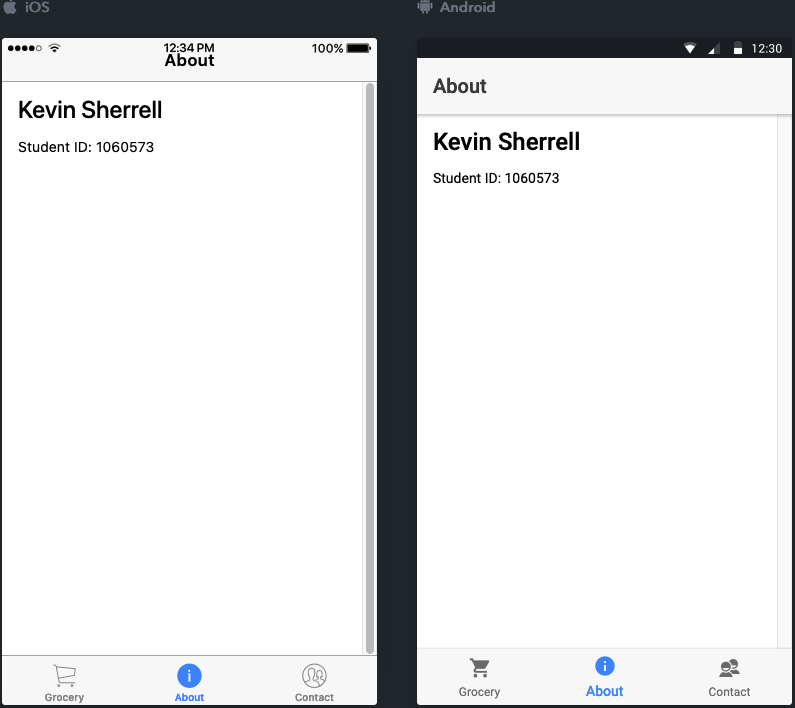 iOS
12:34 PM
100%
About
Kevin Sherrell
Student ID: 1060573
Grocery
About
Contact
Android
12:30
About
Kevin Sherrell
Student ID: 1060573
Grocery
About
Contact